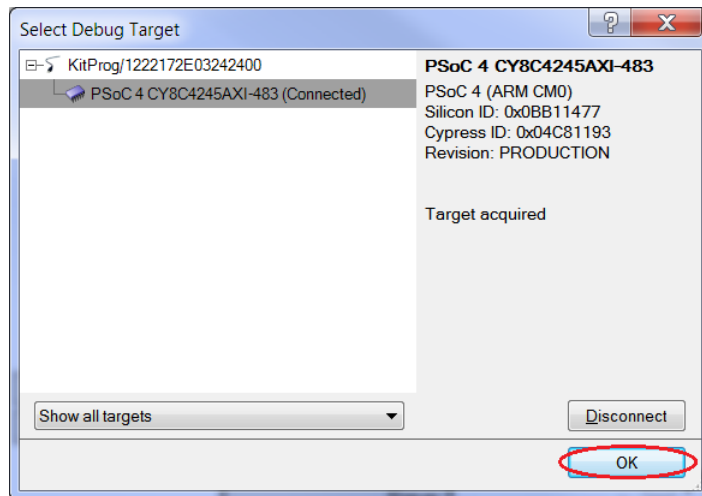 Select Debug Target
KitProg/1222172E03242400
PSoC 4 CY8C4245AXI-483 (Connected)
PSoC 4 CY8C4245AXI-483
PSoC 4 (ARM CM0)
Silicon ID: 0x0BB11477
Cypress ID: 0x04C81193
Revision: PRODUCTION
Target acquired
Show all targets
Disconnect
OK